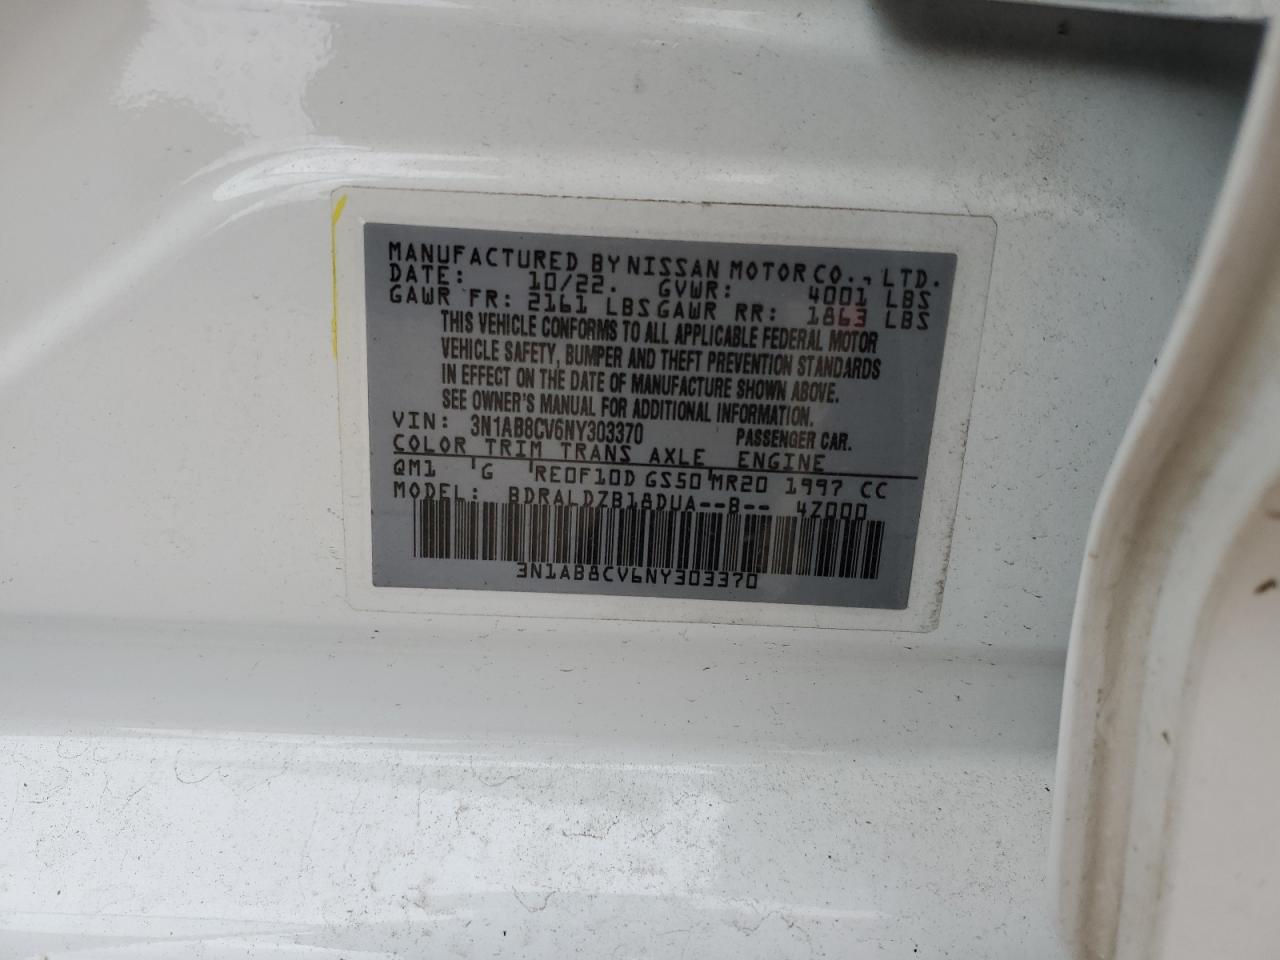 MANUFACTURED BY NISSAN MOTOR CO., LTD.
DATE: 10/22. GVWR: 4001 LBS
GAWR FR: 2161 LBS GAWR RR: 1863 LBS
THIS VEHICLE CONFORMS TO ALL APPLICABLE FEDERAL MOTOR
VEHICLE SAFETY, BUMPER AND THEFT PREVENTION STANDARDS
IN EFFECT ON THE DATE OF MANUFACTURE SHOWN ABOVE.
SEE OWNER'S MANUAL FOR ADDITIONAL INFORMATION.
VIN: 3N1AB8CV6NY303370 PASSENGER CAR.
COLOR TRIM TRANS AXLE ENGINE
QM1 G RE0F10D GS50 MR20 1997 CC
MODEL: BDRALDZB18DUA--B-- 4Z000
3N1AB8CV6NY303370